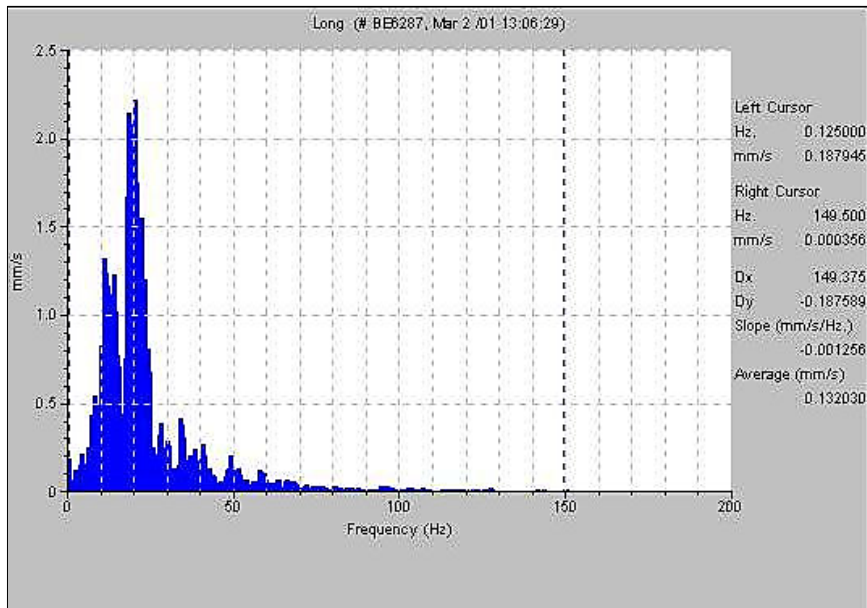 Long (# BE6287, Mar 2 /01 13:06:29)
2.5
2.0
1.5
1.0
0.5
0
mm/s
0
50
100
150
200
Frequency (Hz)
Left Cursor
Hz. 0.125000
mm/s 0.187945
Right Cursor
Hz. 149.500
mm/s 0.000356
Dx 149.375
Dy -0.187589
Slope (mm/s/Hz.)
-0.001256
Average (mm/s)
0.132030